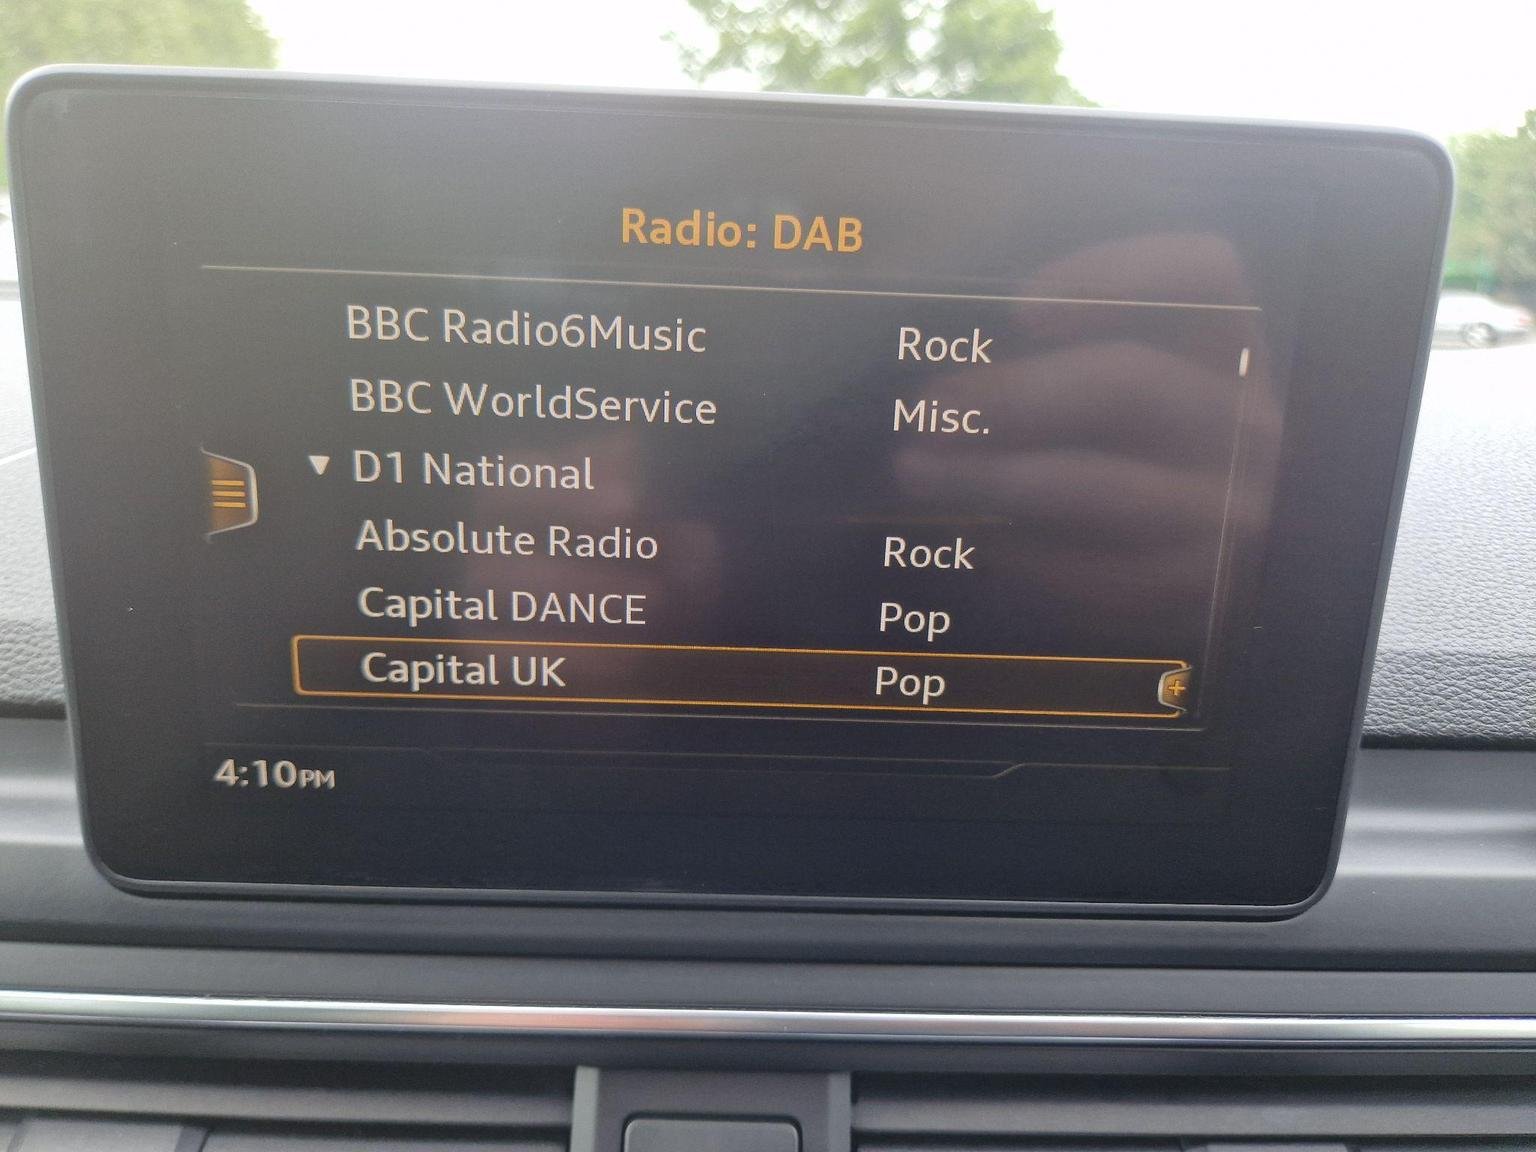 Radio: DAB
BBC Radio6Music Rock
BBC WorldService Misc.
▼ D1 National
Absolute Radio Rock
Capital DANCE Pop
Capital UK Pop
4:10PM